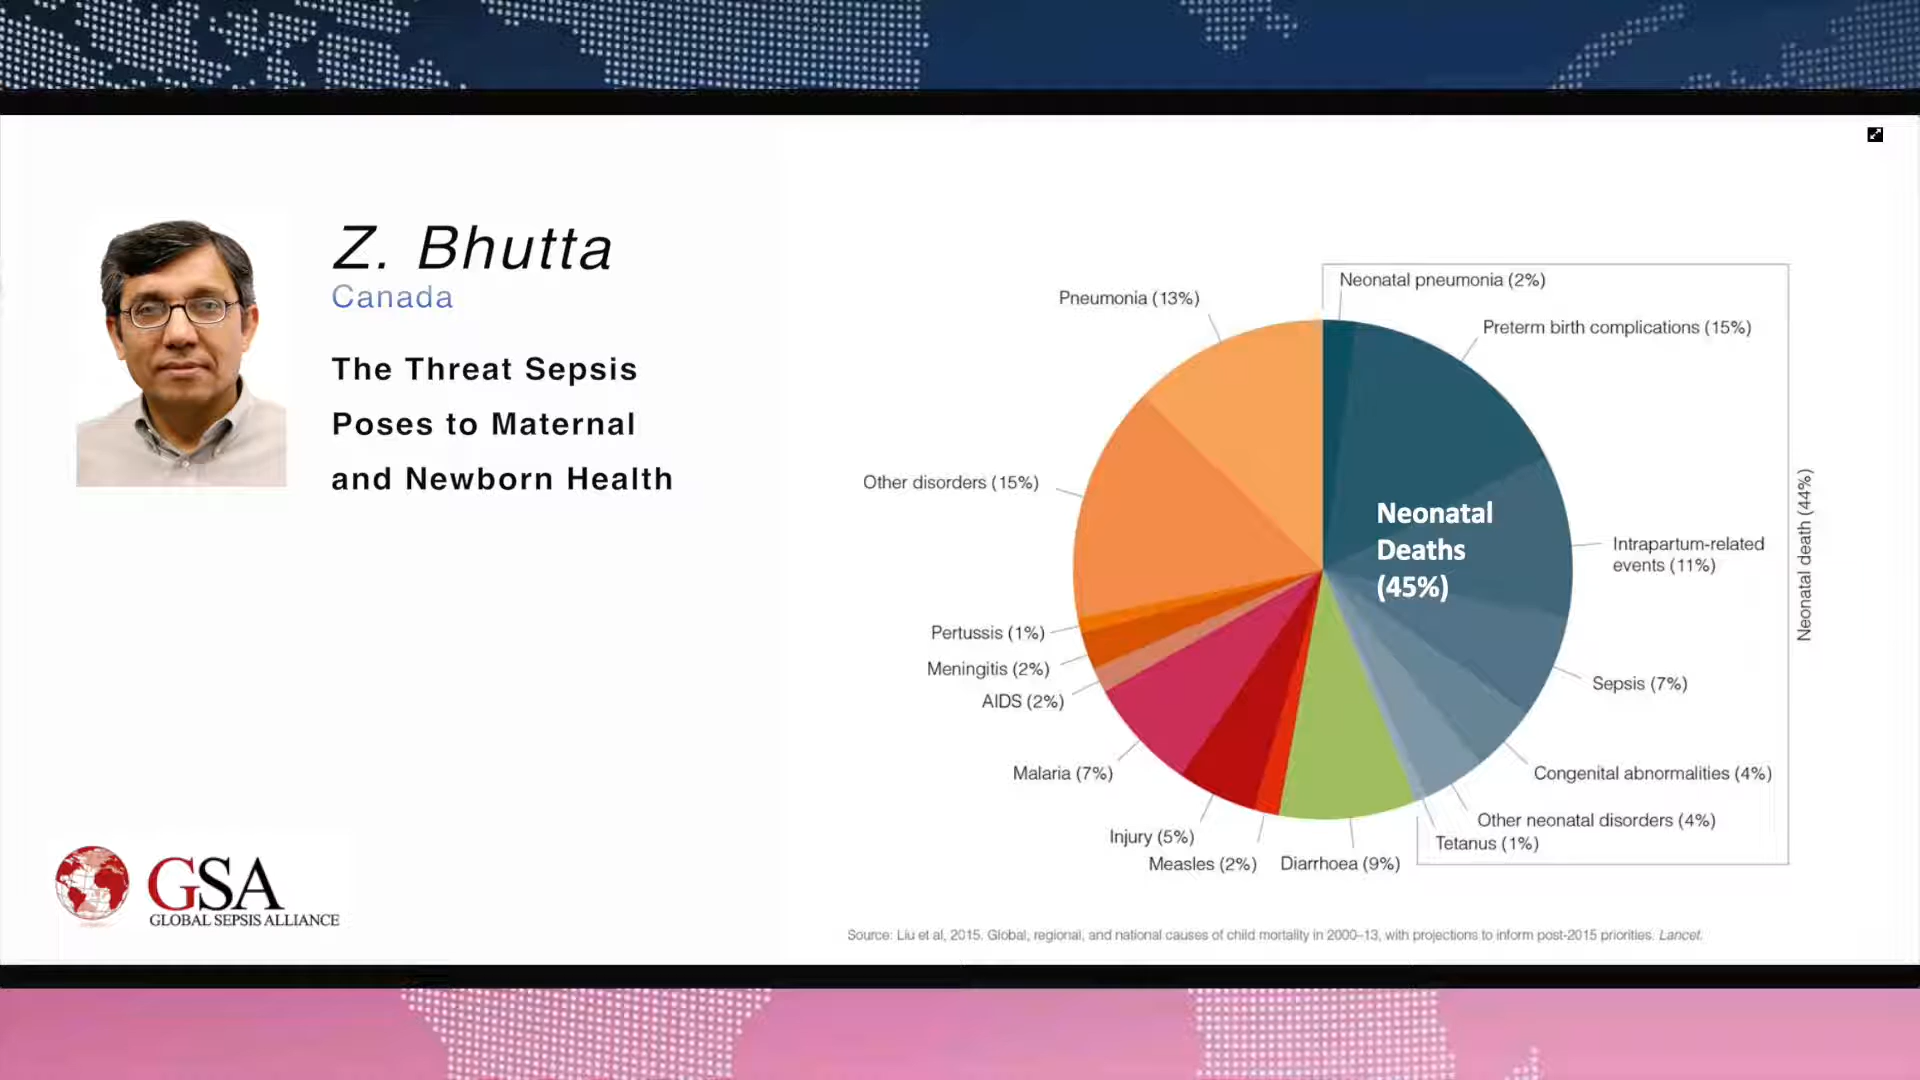 Z. Bhutta
Canada
The Threat Sepsis
Poses to Maternal
and Newborn Health
GSA
GLOBAL SEPSIS ALLIANCE
Neonatal pneumonia (2%)
Pneumonia (13%)
Preterm birth complications (15%)
Other disorders (15%)
Neonatal
Deaths
(45%)
Intrapartum-related
events (11%)
Neonatal death (44%)
Pertussis (1%)
Meningitis (2%)
AIDS (2%)
Sepsis (7%)
Malaria (7%)
Congenital abnormalities (4%)
Other neonatal disorders (4%)
Injury (5%)
Tetanus (1%)
Measles (2%)
Diarrhoea (9%)
Source: Liu et al, 2015. Global, regional, and national causes of child mortality in 2000–13, with projections to inform post-2015 priorities. Lancet.